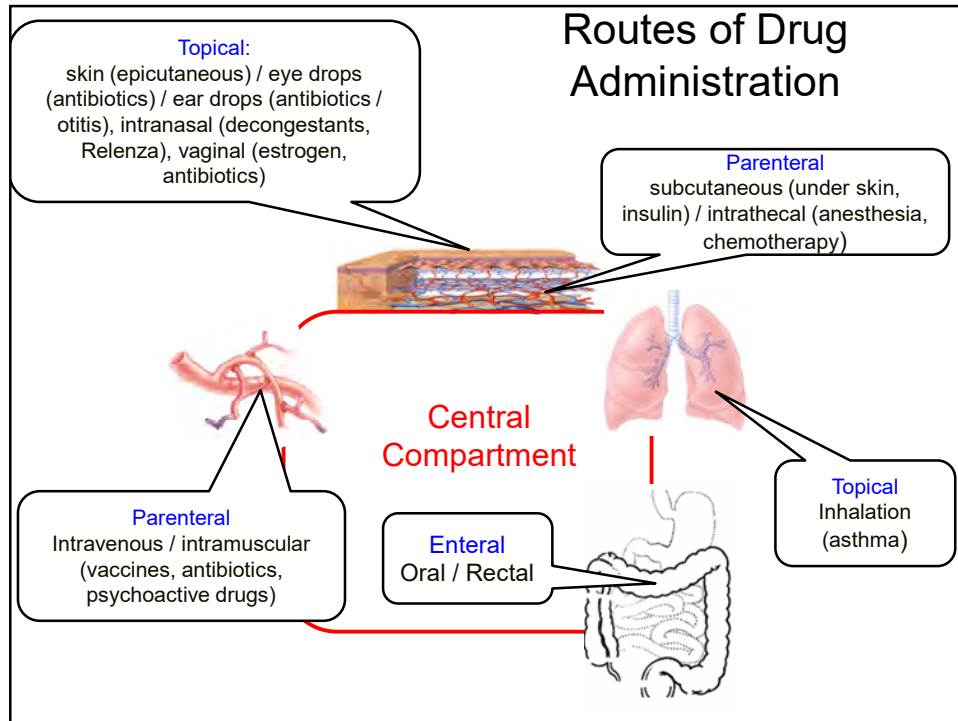 Routes of Drug
Administration
Topical:
skin (epicutaneous) / eye drops
(antibiotics) / ear drops (antibiotics /
otitis), intranasal (decongestants,
Relenza), vaginal (estrogen,
antibiotics)
Parenteral
subcutaneous (under skin,
insulin) / intrathecal (anesthesia,
chemotherapy)
Central
Compartment
Parenteral
Intravenous / intramuscular
(vaccines, antibiotics,
psychoactive drugs)
Enteral
Oral / Rectal
Topical
Inhalation
(asthma)